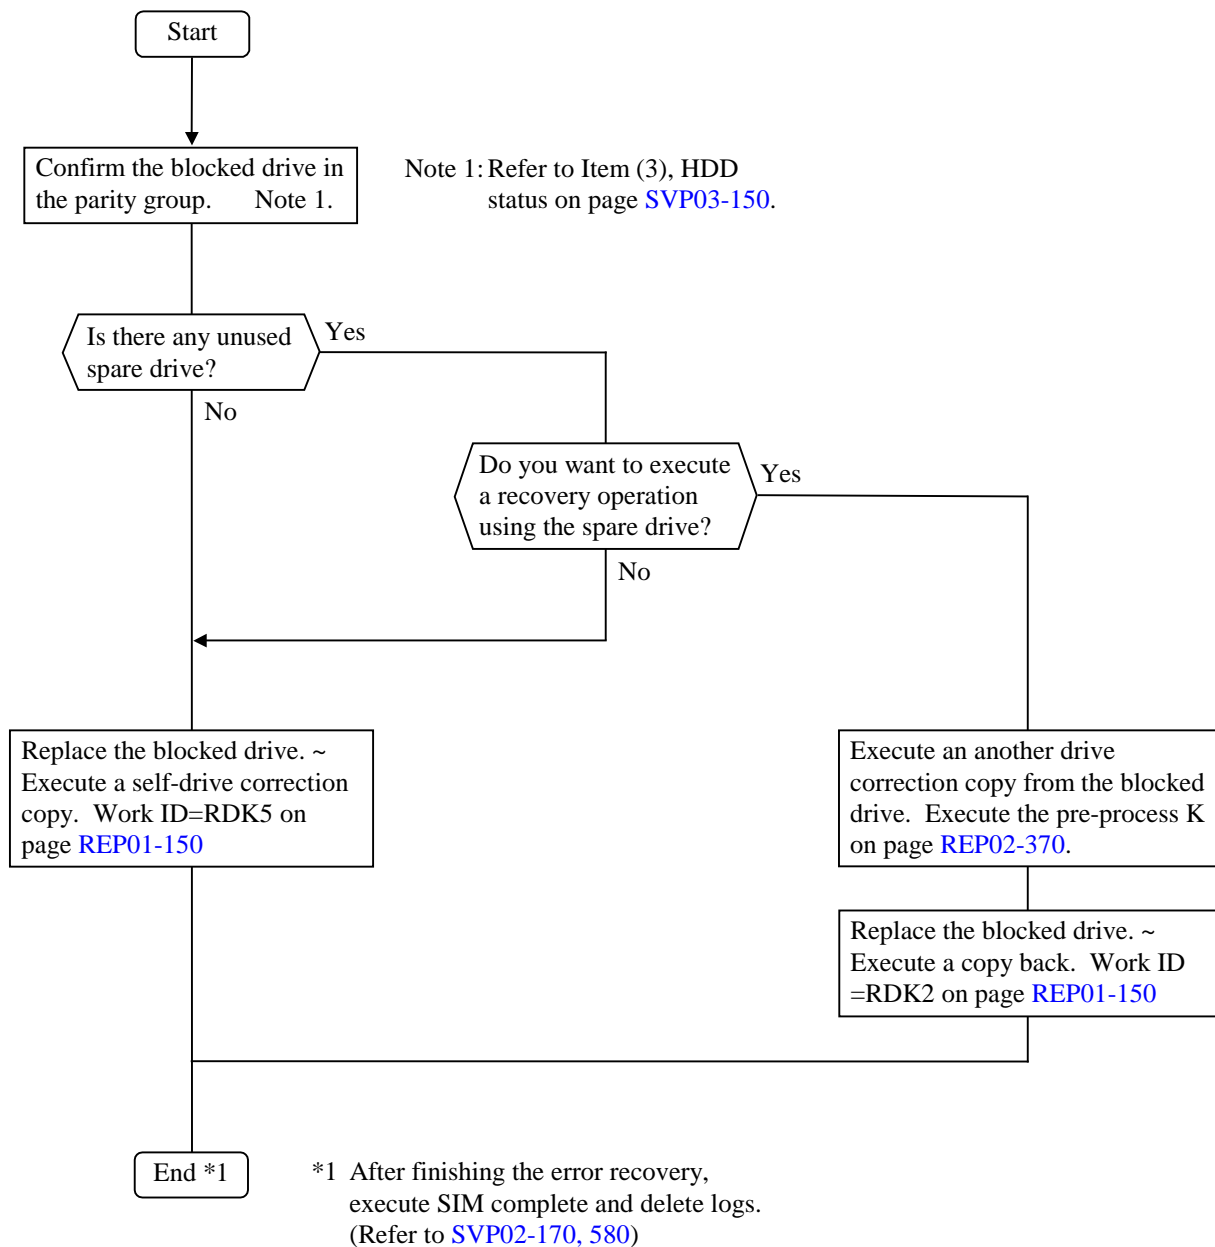 Start
Confirm the blocked drive in
the parity group. Note 1.
Note 1: Refer to Item (3), HDD
status on page SVP03-150.
Is there any unused
spare drive?
Yes
No
Do you want to execute
a recovery operation
using the spare drive?
Yes
No
Replace the blocked drive. ~
Execute a self-drive correction
copy. Work ID=RDK5 on
page REP01-150
Execute an another drive
correction copy from the blocked
drive. Execute the pre-process K
on page REP02-370.
Replace the blocked drive. ~
Execute a copy back. Work ID
=RDK2 on page REP01-150
End *1
*1 After finishing the error recovery,
execute SIM complete and delete logs.
(Refer to SVP02-170, 580)